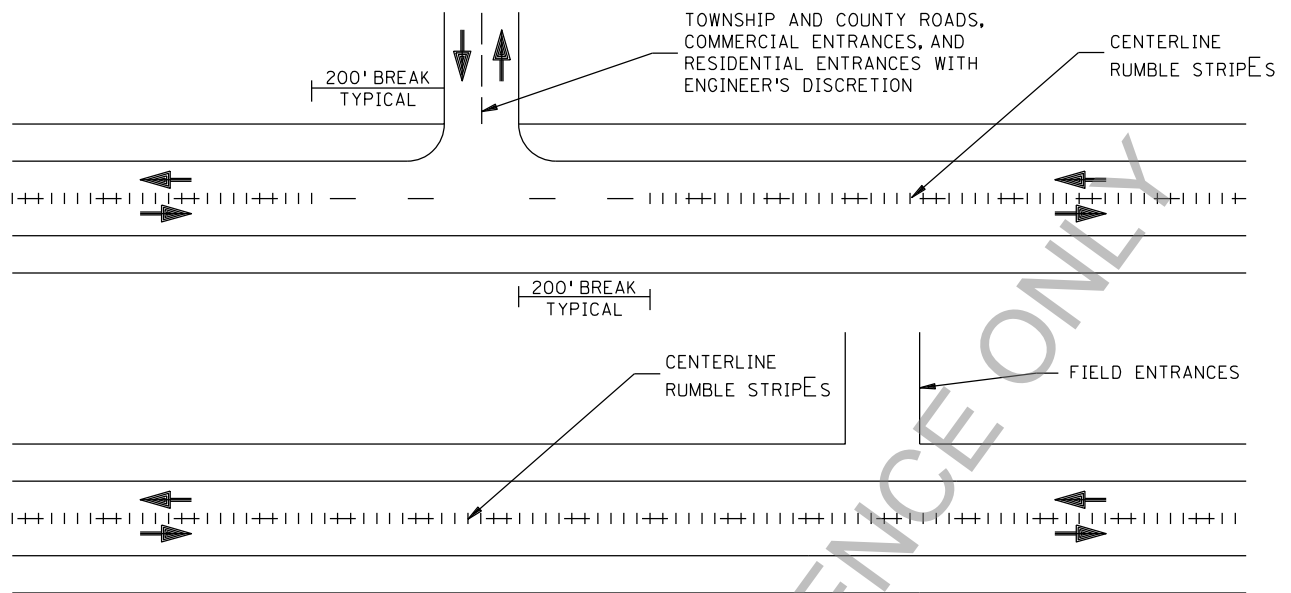 TOWNSHIP AND COUNTY ROADS,
COMMERCIAL ENTRANCES, AND
RESIDENTIAL ENTRANCES WITH
ENGINEER'S DISCRETION
CENTERLINE
RUMBLE STRIPEs
200' BREAK
TYPICAL
200' BREAK
TYPICAL
CENTERLINE
RUMBLE STRIPEs
FIELD ENTRANCES
ENCE ONLY